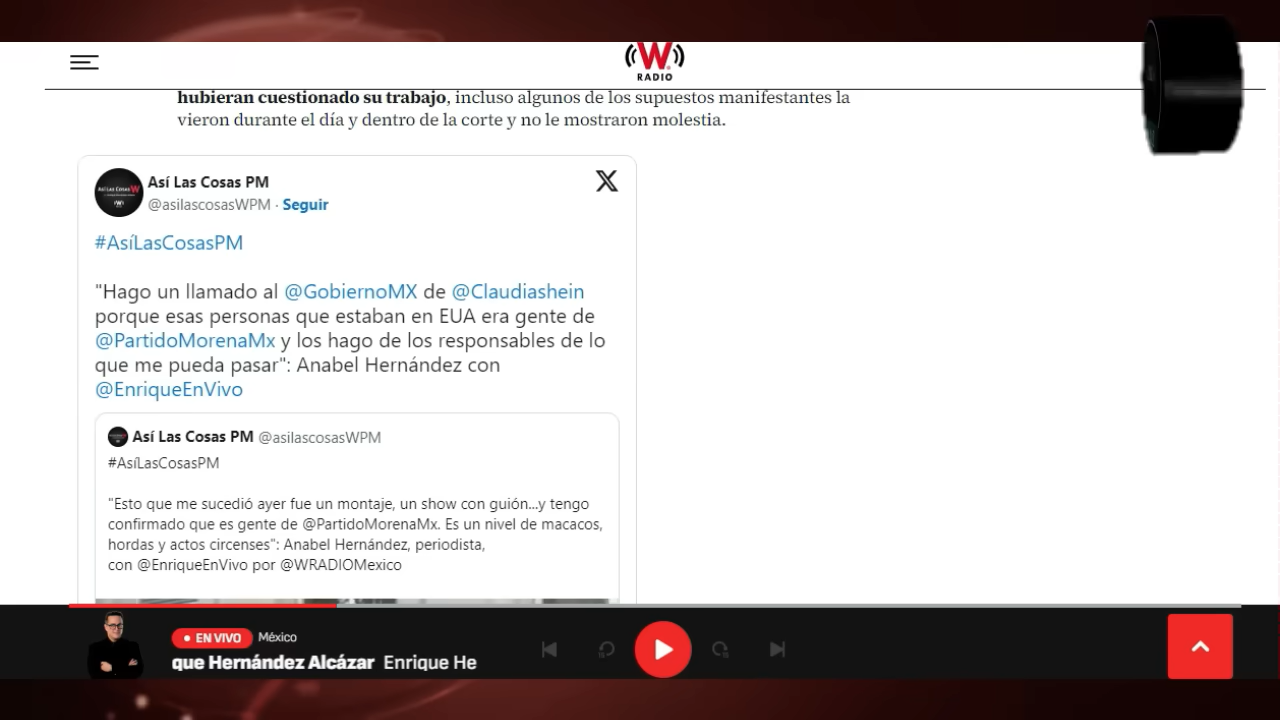 W
RADIO
hubieran cuestionado su trabajo, incluso algunos de los supuestos manifestantes la
vieron durante el día y dentro de la corte y no le mostraron molestia.
Así Las Cosas PM
@asilascosasWPM · Seguir
#AsíLasCosasPM
"Hago un llamado al @GobiernoMX de @Claudiashein
porque esas personas que estaban en EUA era gente de
@PartidoMorenaMx y los hago de los responsables de lo
que me pueda pasar": Anabel Hernández con
@EnriqueEnVivo
Así Las Cosas PM @asilascosasWPM
#AsíLasCosasPM
"Esto que me sucedió ayer fue un montaje, un show con guión...y tengo
confirmado que es gente de @PartidoMorenaMx. Es un nivel de macacos,
hordas y actos circenses": Anabel Hernández, periodista,
con @EnriqueEnVivo por @WRADIOMexico
EN VIVO México
que Hernández Alcázar Enrique He